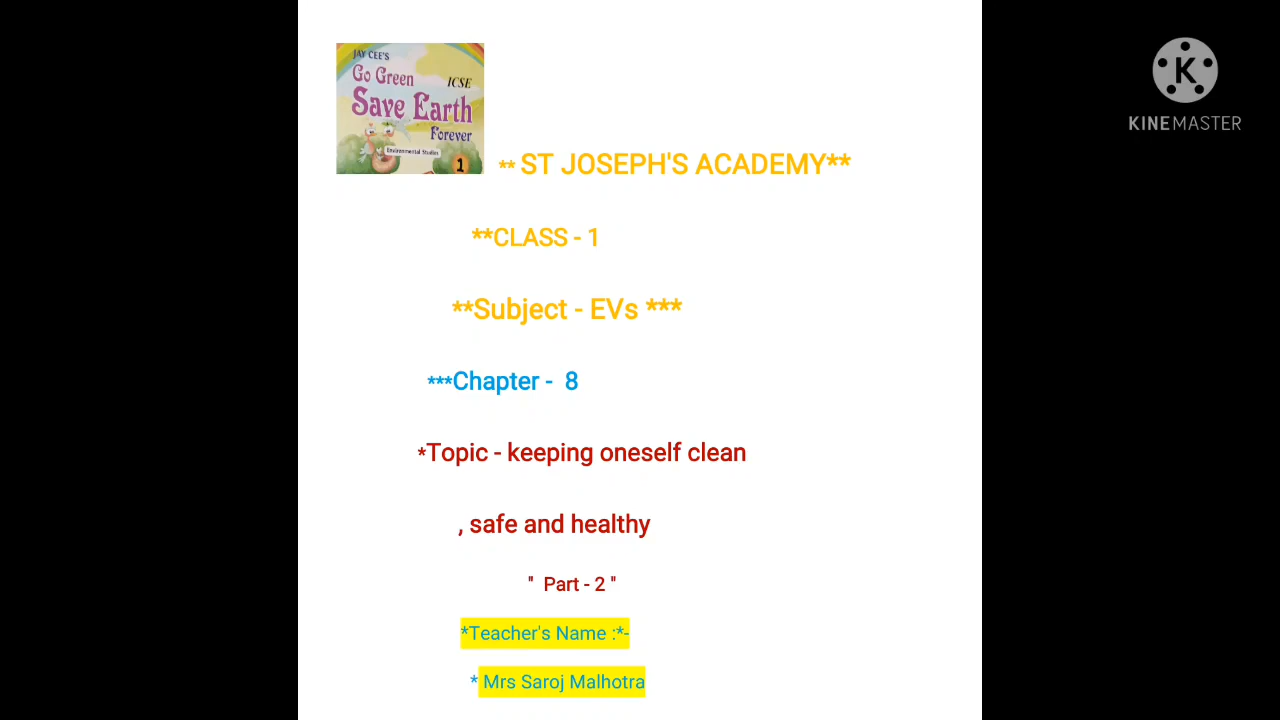 JAY CEE'S
Go Green
ICSE
Save Earth
Forever
Environmental Studies
1
** ST JOSEPH'S ACADEMY**
**CLASS - 1
**Subject - EVs ***
***Chapter -  8
*Topic - keeping oneself clean
, safe and healthy
"  Part - 2 "
*Teacher's Name :*-
* Mrs Saroj Malhotra
K
KINEMASTER